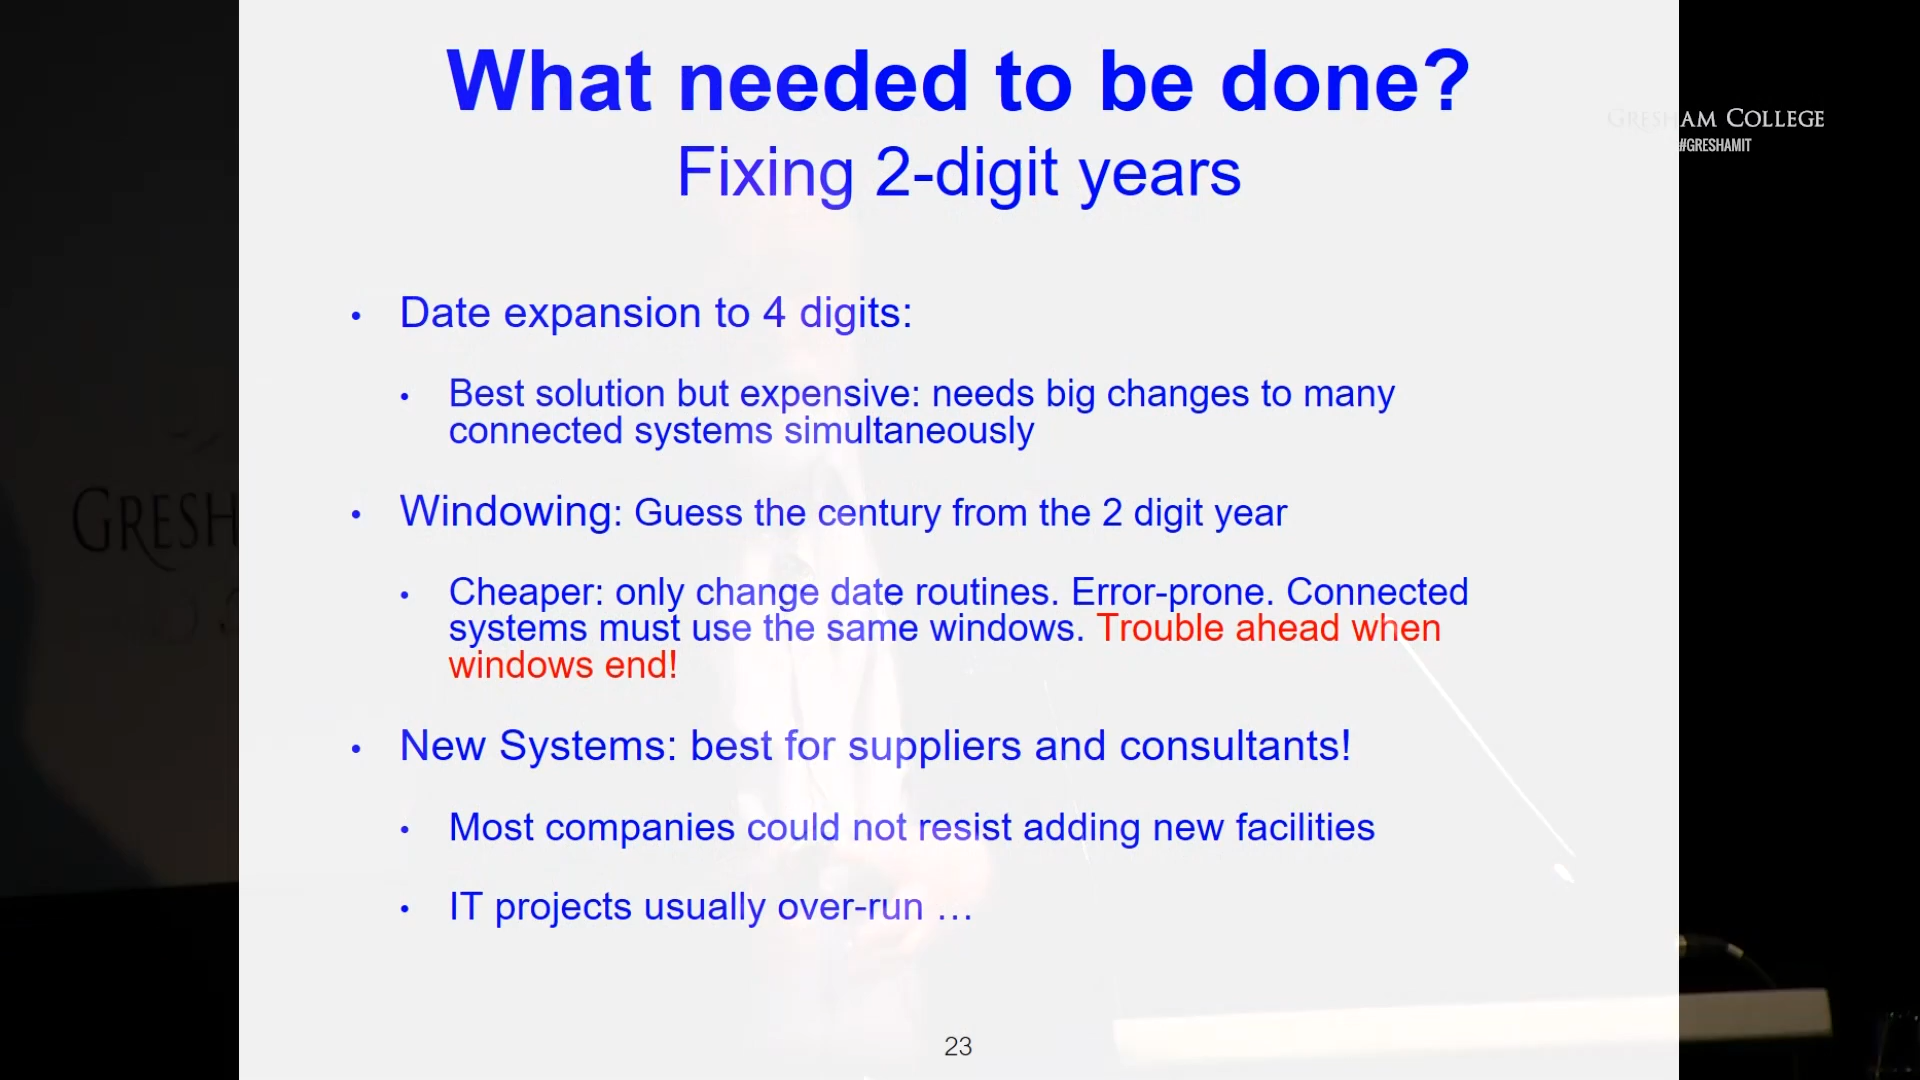 What needed to be done?
Fixing 2-digit years
GRESHAM COLLEGE
#GRESHAMIT
• Date expansion to 4 digits:
• Best solution but expensive: needs big changes to many
connected systems simultaneously
• Windowing: Guess the century from the 2 digit year
GRESH
• Cheaper: only change date routines. Error-prone. Connected
systems must use the same windows. Trouble ahead when
windows end!
• New Systems: best for suppliers and consultants!
• Most companies could not resist adding new facilities
• IT projects usually over-run …
23